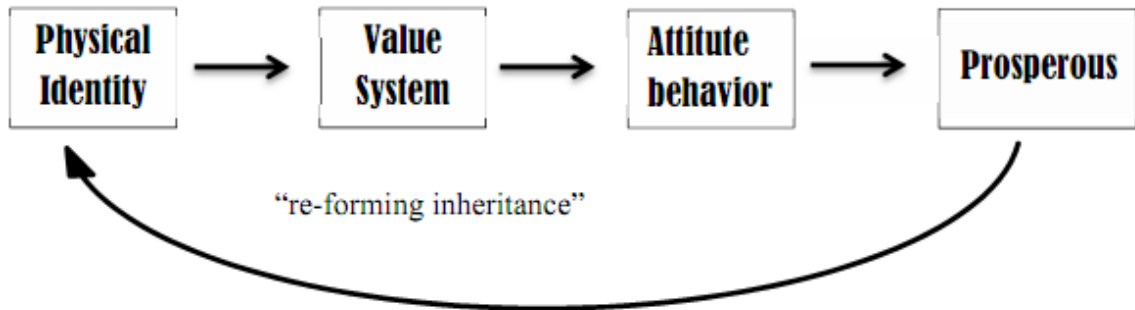 Physical
Identity
Value
System
Attitute
behavior
Prosperous
“re-forming inheritance”